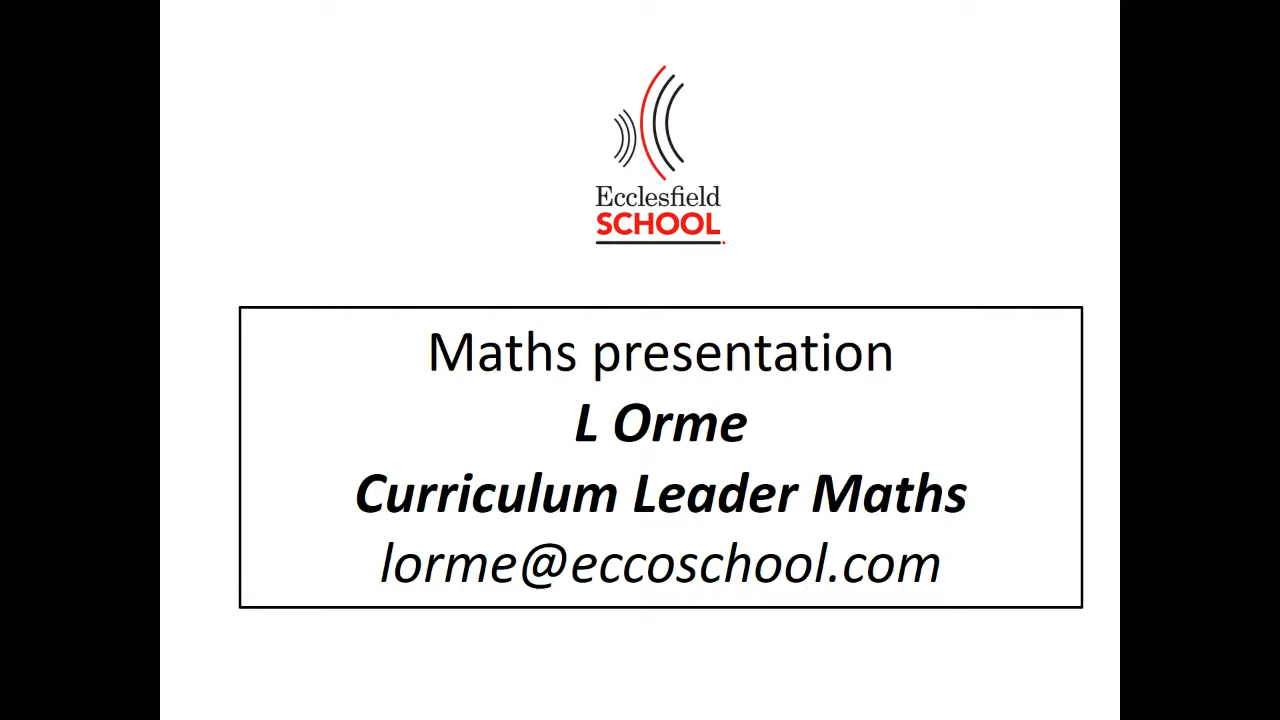 Ecclesfield
SCHOOL
Maths presentation
L Orme
Curriculum Leader Maths
lorme@eccoschool.com